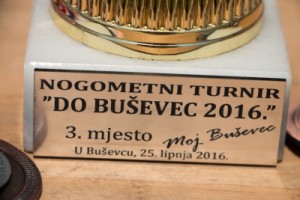 NOGOMETNI TURNIR
"DO BUŠEVEC 2016."
3. mjesto Moj Buševec
U Buševcu, 25. lipnja 2016.